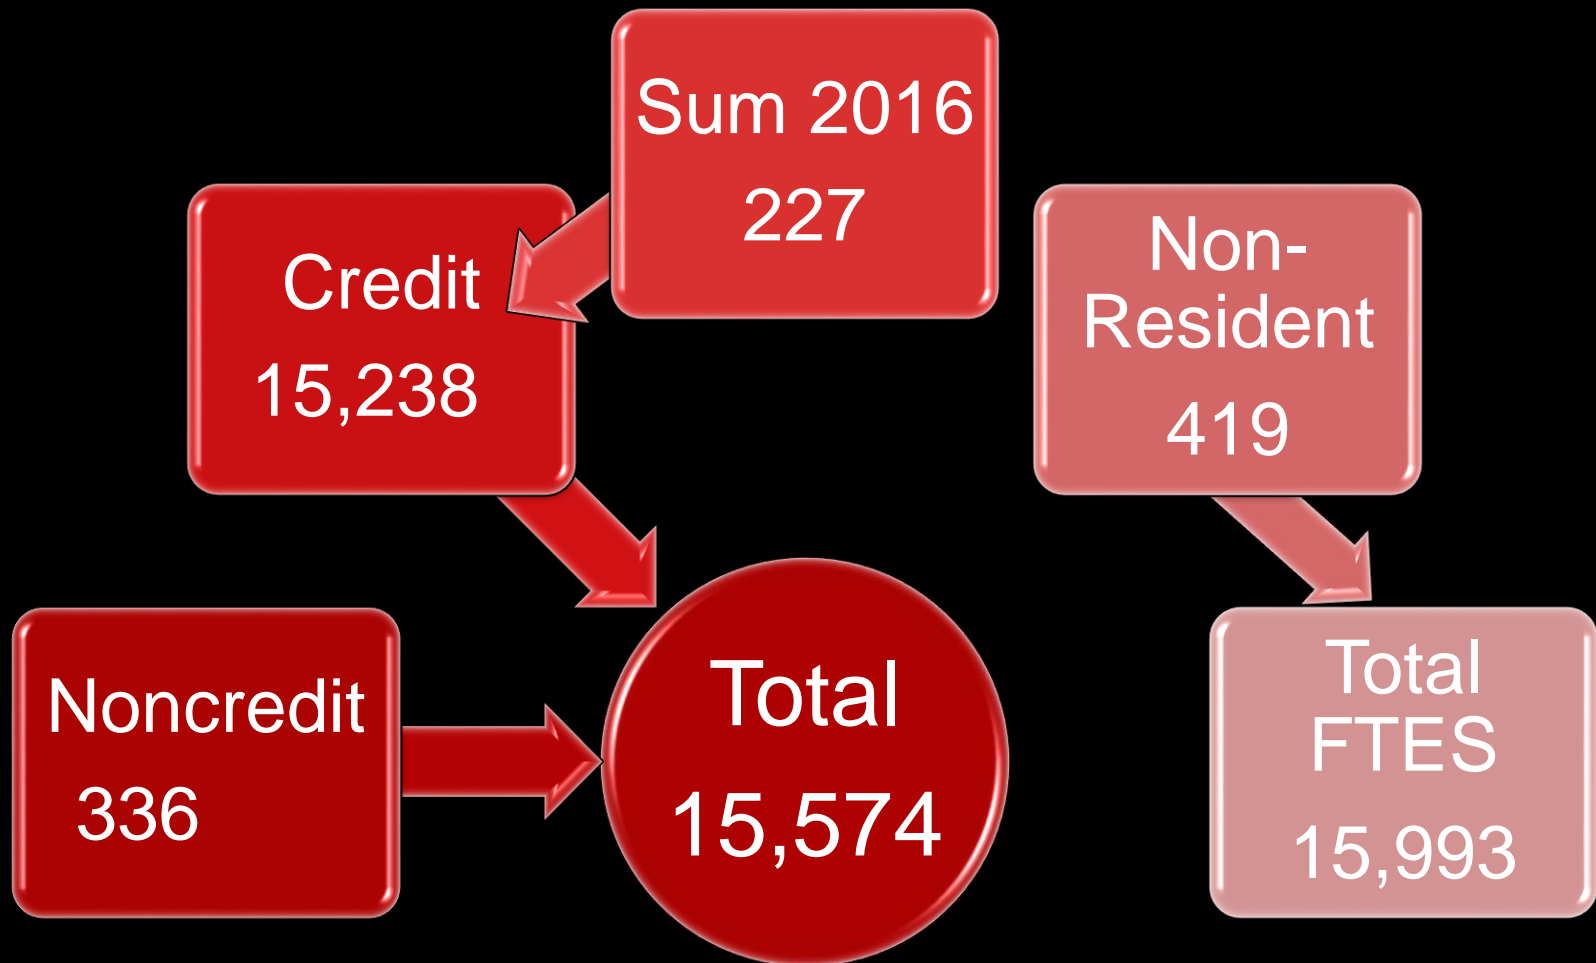 Sum 2016
227
Credit
15,238
Non-
Resident
419
Noncredit
336
Total
15,574
Total
FTES
15,993